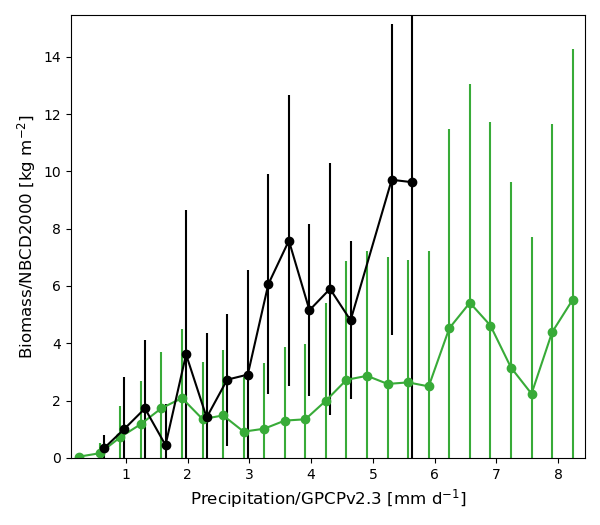 14
12
10
8
6
4
2
0
Biomass/NBCD2000 [kg m⁻²]
1 2 3 4 5 6 7 8
Precipitation/GPCPv2.3 [mm d⁻¹]